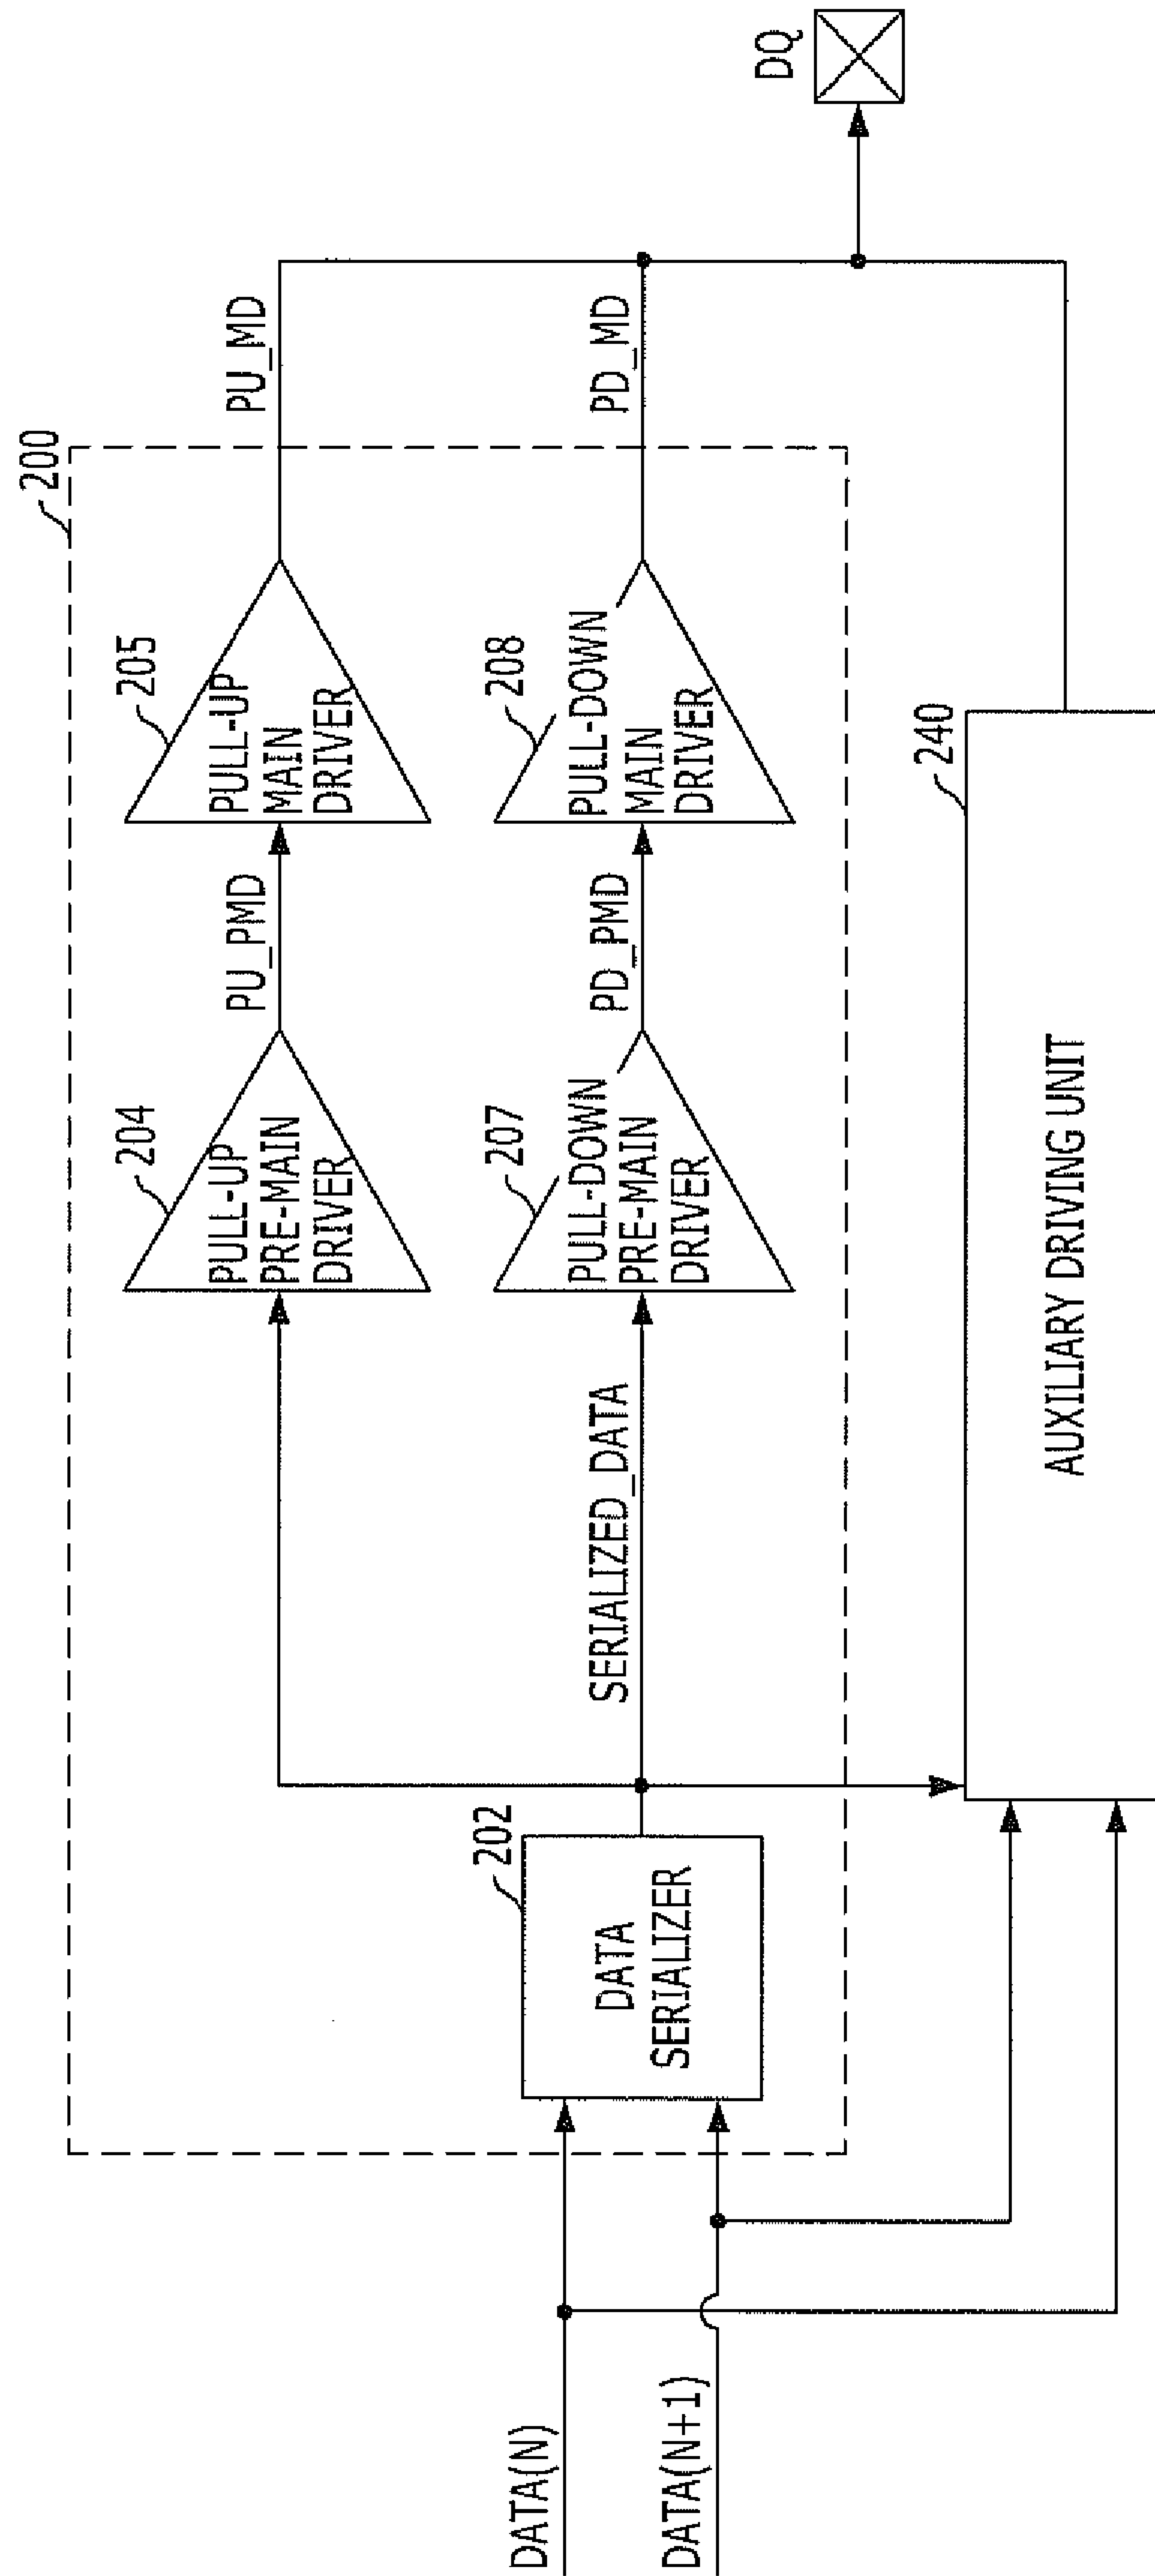 200
204
PULL-UP
PRE-MAIN
DRIVER
PU_PMD
205
PULL-UP
MAIN
DRIVER
PU_MD
202
DATA
SERIALIZER
SERIALIZED_DATA
207
PULL-DOWN
PRE-MAIN
DRIVER
PD_PMD
208
PULL-DOWN
MAIN
DRIVER
PD_MD
DQ
DATA(N)
DATA(N+1)
240
AUXILIARY DRIVING UNIT